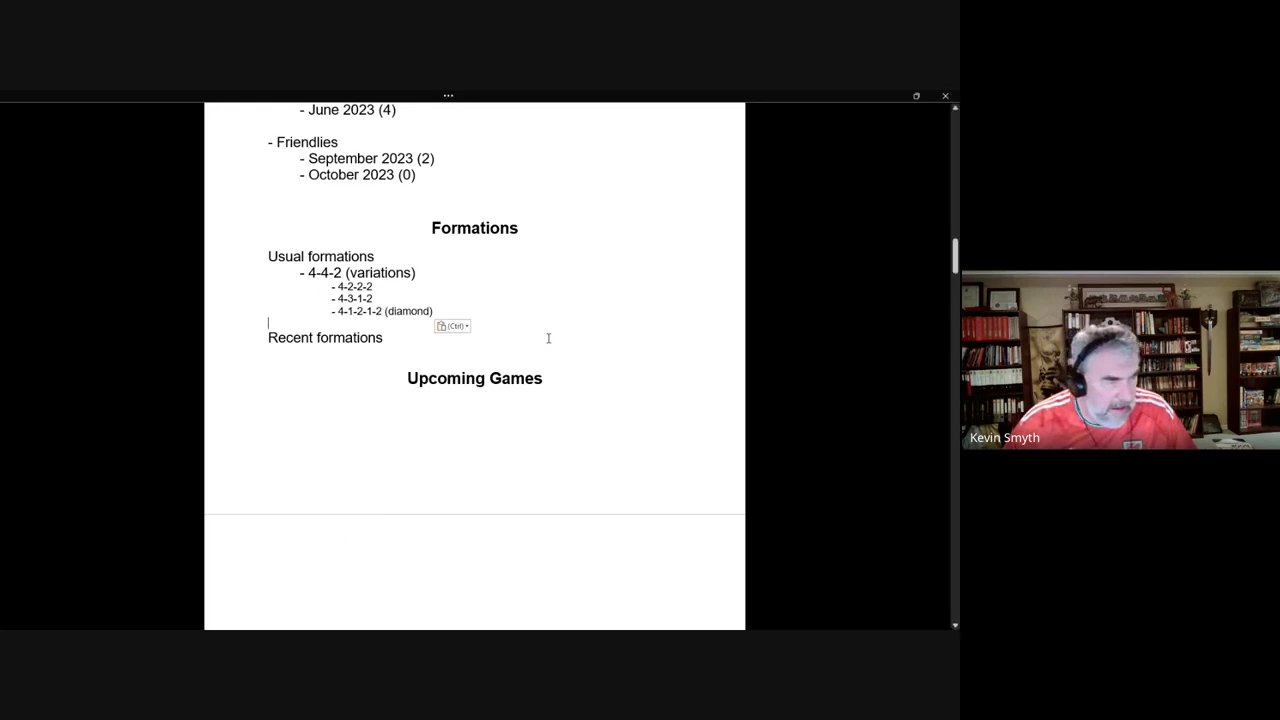 - June 2023 (4)
- Friendlies
- September 2023 (2)
- October 2023 (0)
Formations
Usual formations
- 4-4-2 (variations)
- 4-2-2-2
- 4-3-1-2
- 4-1-2-1-2 (diamond)
(Ctrl)
Recent formations
Upcoming Games
Kevin Smyth